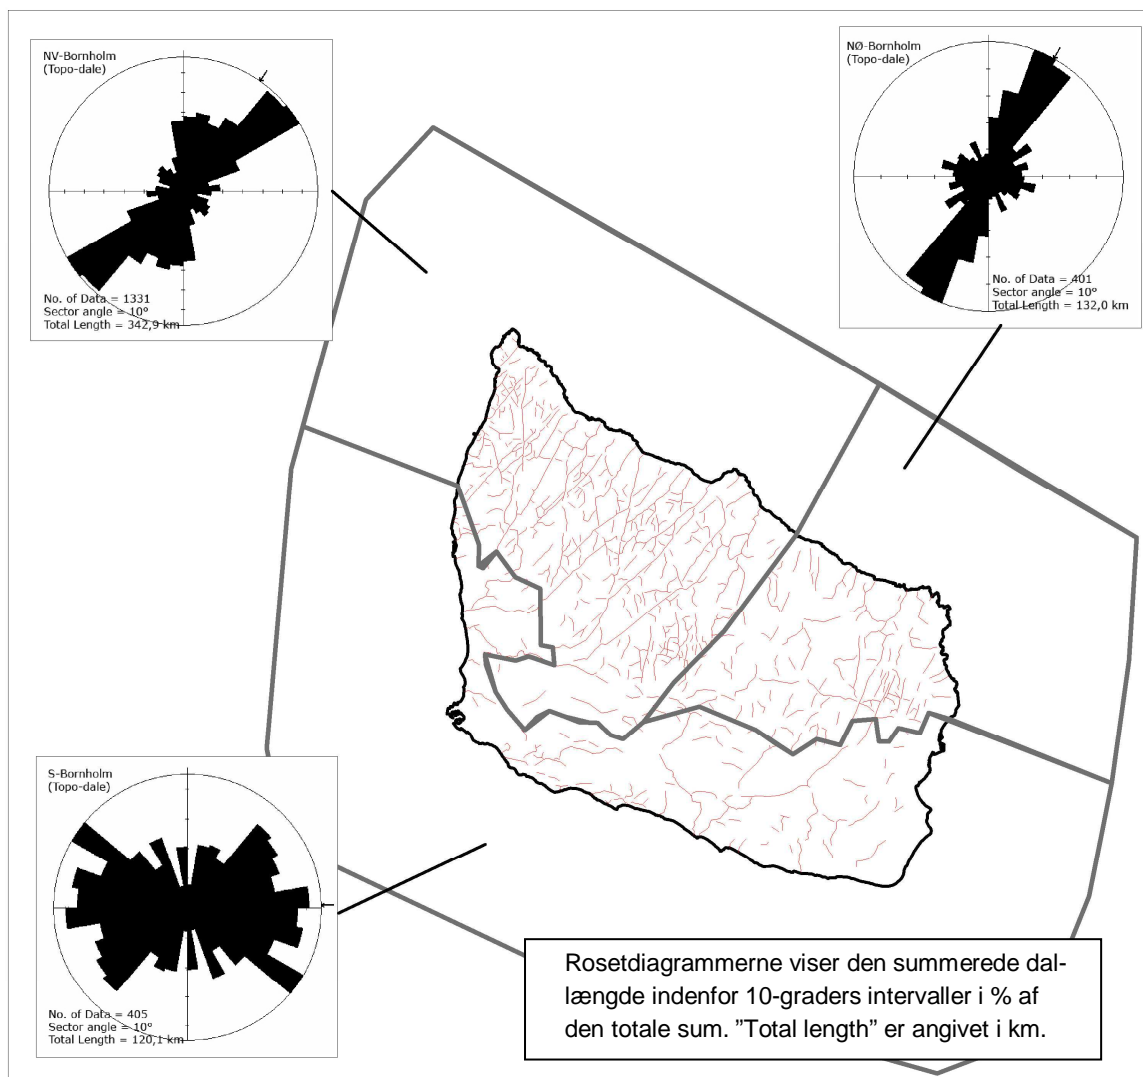 NV-Bornholm
(Topo-dale)
No. of Data = 1331
Sector angle = 10°
Total Length = 342,9 km
NØ-Bornholm
(Topo-dale)
No. of Data = 401
Sector angle = 10°
Total Length = 132,0 km
S-Bornholm
(Topo-dale)
No. of Data = 405
Sector angle = 10°
Total Length = 120,1 km
Rosetdiagrammerne viser den summerede dal-
længde indenfor 10-graders intervaller i % af
den totale sum. ”Total length” er angivet i km.